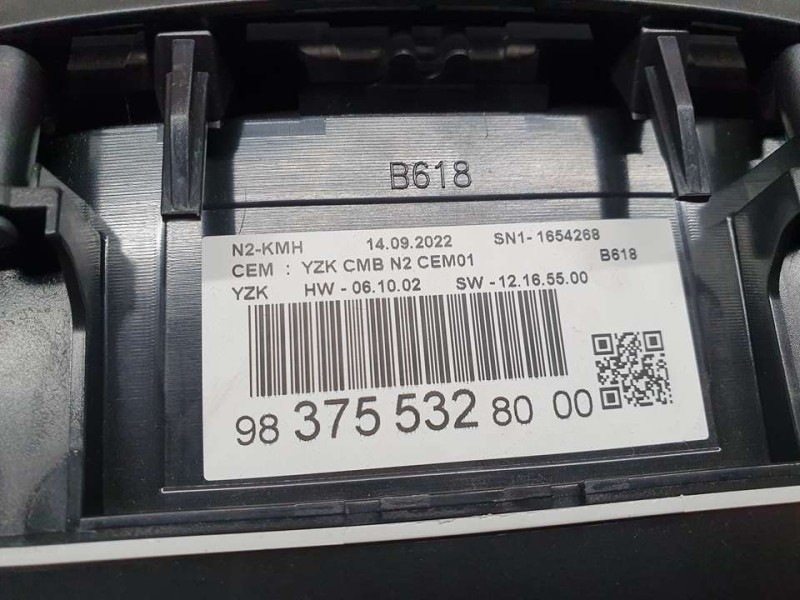 B618
N2-KMH 14.09.2022 SN1- 1654268
CEM : YZK CMB N2 CEM01 B618
YZK HW - 06.10.02 SW - 12.16.55.00
98 375 532 80 00